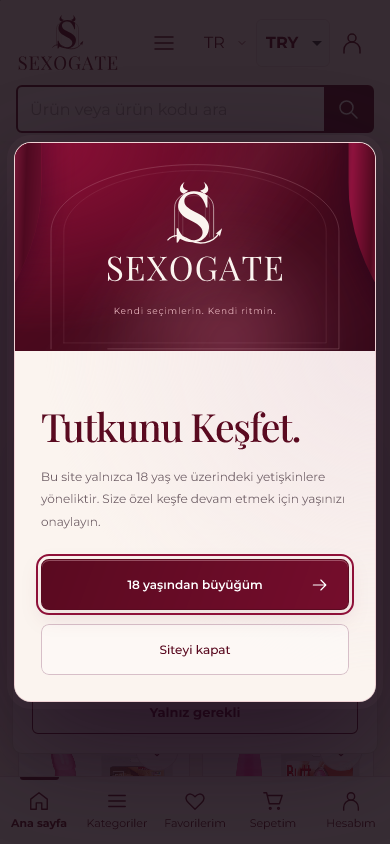 SEXOGATE
TR
TRY
Ürün veya ürün kodu ara
SEXOGATE
Kendi seçimlerin. Kendi ritmin.
Tutkunu Keşfet.
Bu site yalnızca 18 yaş ve üzerindeki yetişkinlere
yöneliktir. Size özel keşfe devam etmek için yaşınızı
onaylayın.
18 yaşından büyüğüm
Siteyi kapat
Yalnız gerekli
Ana sayfa
Kategoriler
Favorilerim
Sepetim
Hesabım